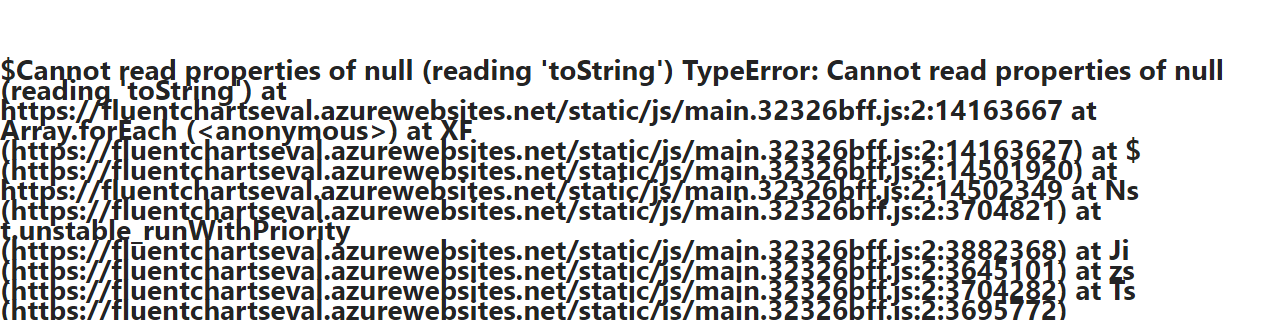 $Cannot read properties of null (reading 'toString') TypeError: Cannot read properties of null
(reading 'toString') at
https://fluentchartseval.azurewebsites.net/static/js/main.32326bff.js:2:14163667 at
Array.forEach (<anonymous>) at XF
(https://fluentchartseval.azurewebsites.net/static/js/main.32326bff.js:2:14163627) at $
(https://fluentchartseval.azurewebsites.net/static/js/main.32326bff.js:2:14501920) at
https://fluentchartseval.azurewebsites.net/static/js/main.32326bff.js:2:14502349 at Ns
(https://fluentchartseval.azurewebsites.net/static/js/main.32326bff.js:2:3704821) at
t.unstable_runWithPriority
(https://fluentchartseval.azurewebsites.net/static/js/main.32326bff.js:2:3882368) at Ji
(https://fluentchartseval.azurewebsites.net/static/js/main.32326bff.js:2:3645101) at zs
(https://fluentchartseval.azurewebsites.net/static/js/main.32326bff.js:2:3704282) at Ts
(https://fluentchartseval.azurewebsites.net/static/js/main.32326bff.js:2:3695772)